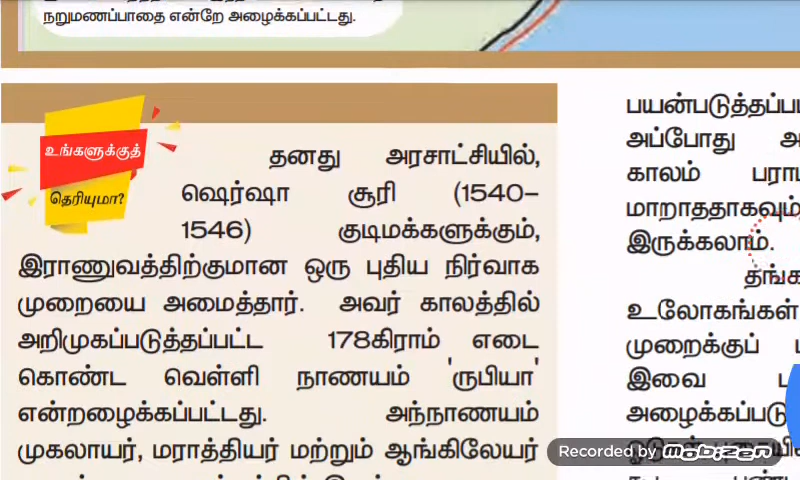 நறுமணப்பாதை என்றே அழைக்கப்பட்டது.
உங்களுக்குத்
தெரியுமா?
தனது அரசாட்சியில்,
ஷெர்ஷா சூரி (1540–
1546) குடிமக்களுக்கும்,
இராணுவத்திற்குமான ஒரு புதிய நிர்வாக
முறையை அமைத்தார். அவர் காலத்தில்
அறிமுகப்படுத்தப்பட்ட 178கிராம் எடை
கொண்ட வெள்ளி நாணயம் 'ருபியா'
என்றழைக்கப்பட்டது. அந்நாணயம்
முகலாயர், மராத்தியர் மற்றும் ஆங்கிலேயர்
பயன்படுத்தப்பட
அப்போது அ
காலம் பரா
மாறாததாகவும்
இருக்கலாம்.
தங்க
உலோகங்கள்
முறைக்குப்
இவை
அழைக்கப்படு
Recorded by mobizen